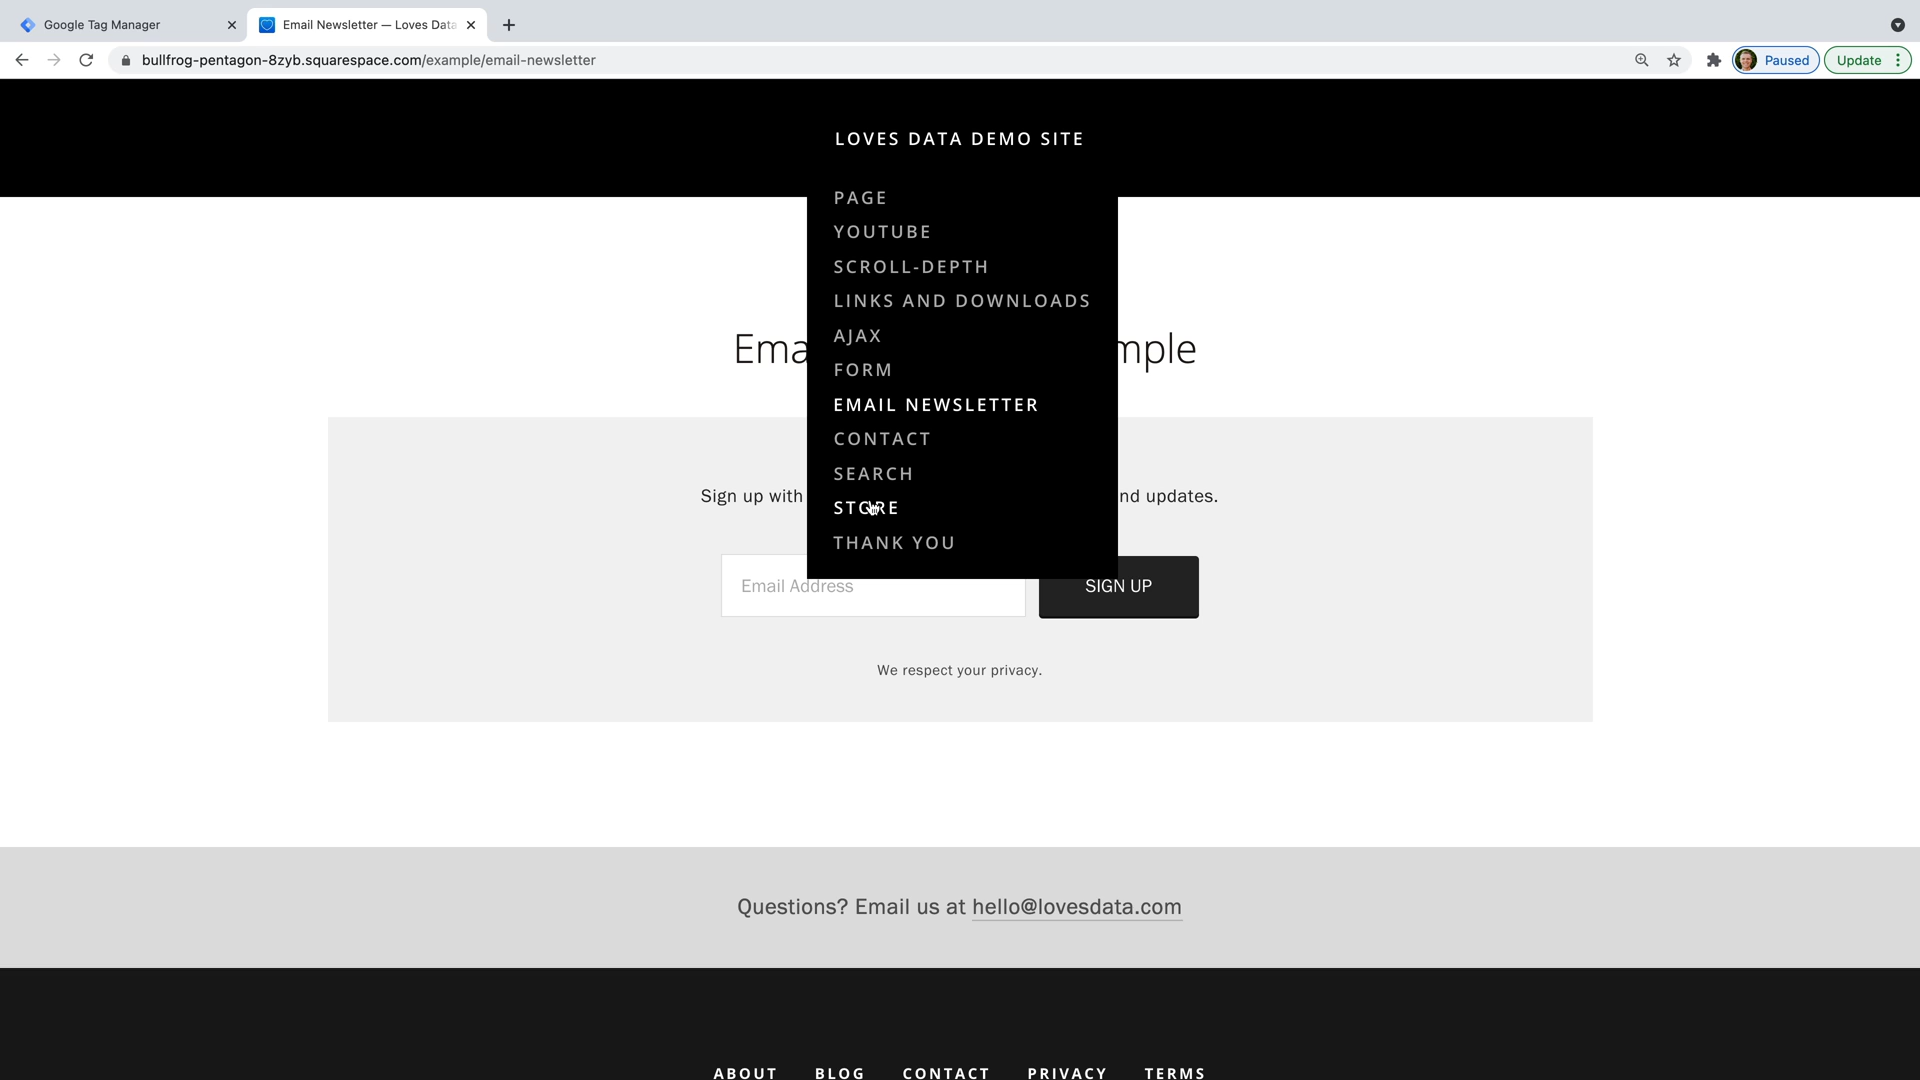 Google Tag Manager
Email Newsletter — Loves Data
bullfrog-pentagon-8zyb.squarespace.com/example/email-newsletter
Paused
Update
LOVES DATA DEMO SITE
PAGE
YOUTUBE
SCROLL-DEPTH
LINKS AND DOWNLOADS
AJAX
FORM
EMAIL NEWSLETTER
CONTACT
SEARCH
STORE
THANK YOU
Sign up with
nd updates.
Email Address
SIGN UP
We respect your privacy.
Questions? Email us at hello@lovesdata.com
ABOUT BLOG CONTACT PRIVACY TERMS